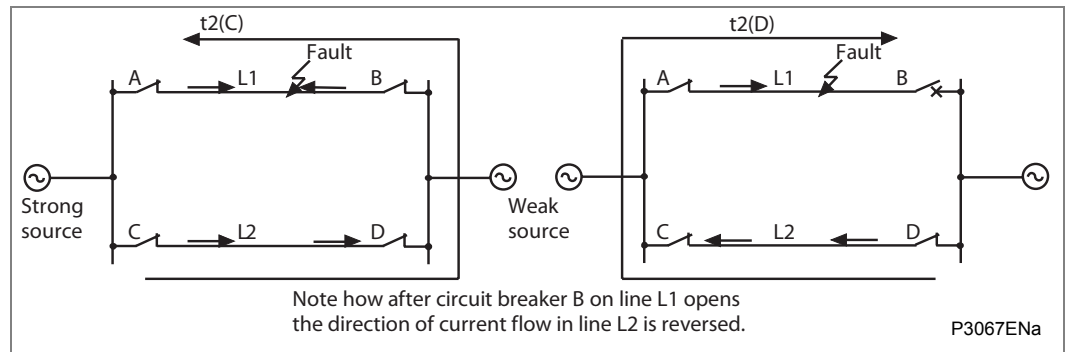 t2(C)
t2(D)
Fault
Fault
A
L1
B
A
L1
B
Strong
source
Weak
source
C
L2
D
C
L2
D
Note how after circuit breaker B on line L1 opens
the direction of current flow in line L2 is reversed.
P3067ENa